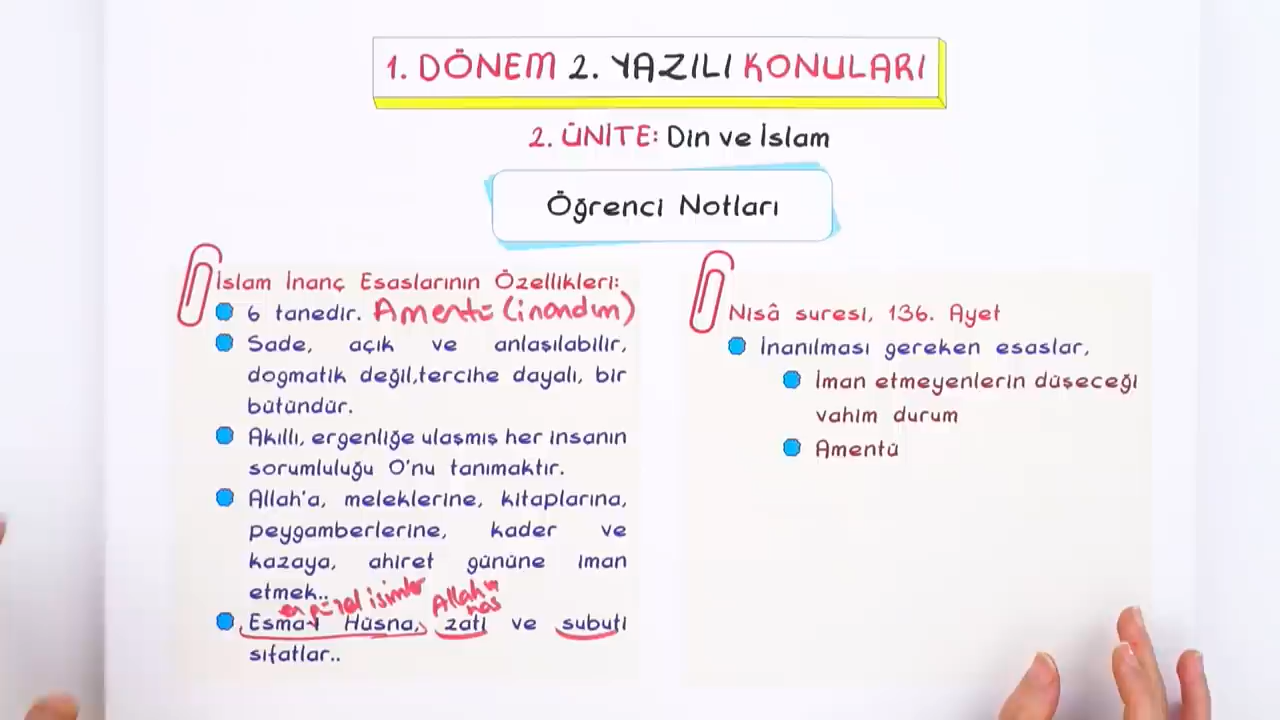 1. DÖNEM 2. YAZILI KONULARI
2. ÜNİTE: Din ve İslam
Öğrenci Notları
İslam İnanç Esaslarının Özellikleri:
6 tanedir. Amentü (inandım)
Sade, açık ve anlaşılabilir,
dogmatik değil,tercihe dayalı, bir
bütündür.
Akıllı, ergenliğe ulaşmış her insanın
sorumluluğu O'nu tanımaktır.
Allah'a, meleklerine, kitaplarına,
peygamberlerine, kader ve
kazaya, ahiret gününe iman
etmek..
en güzel isimler Allah'a has
Esma-i Hüsna, zati ve subuti
sıfatlar..
Nisâ suresi, 136. Ayet
İnanılması gereken esaslar,
İman etmeyenlerin düşeceği
vahim durum
Amentü